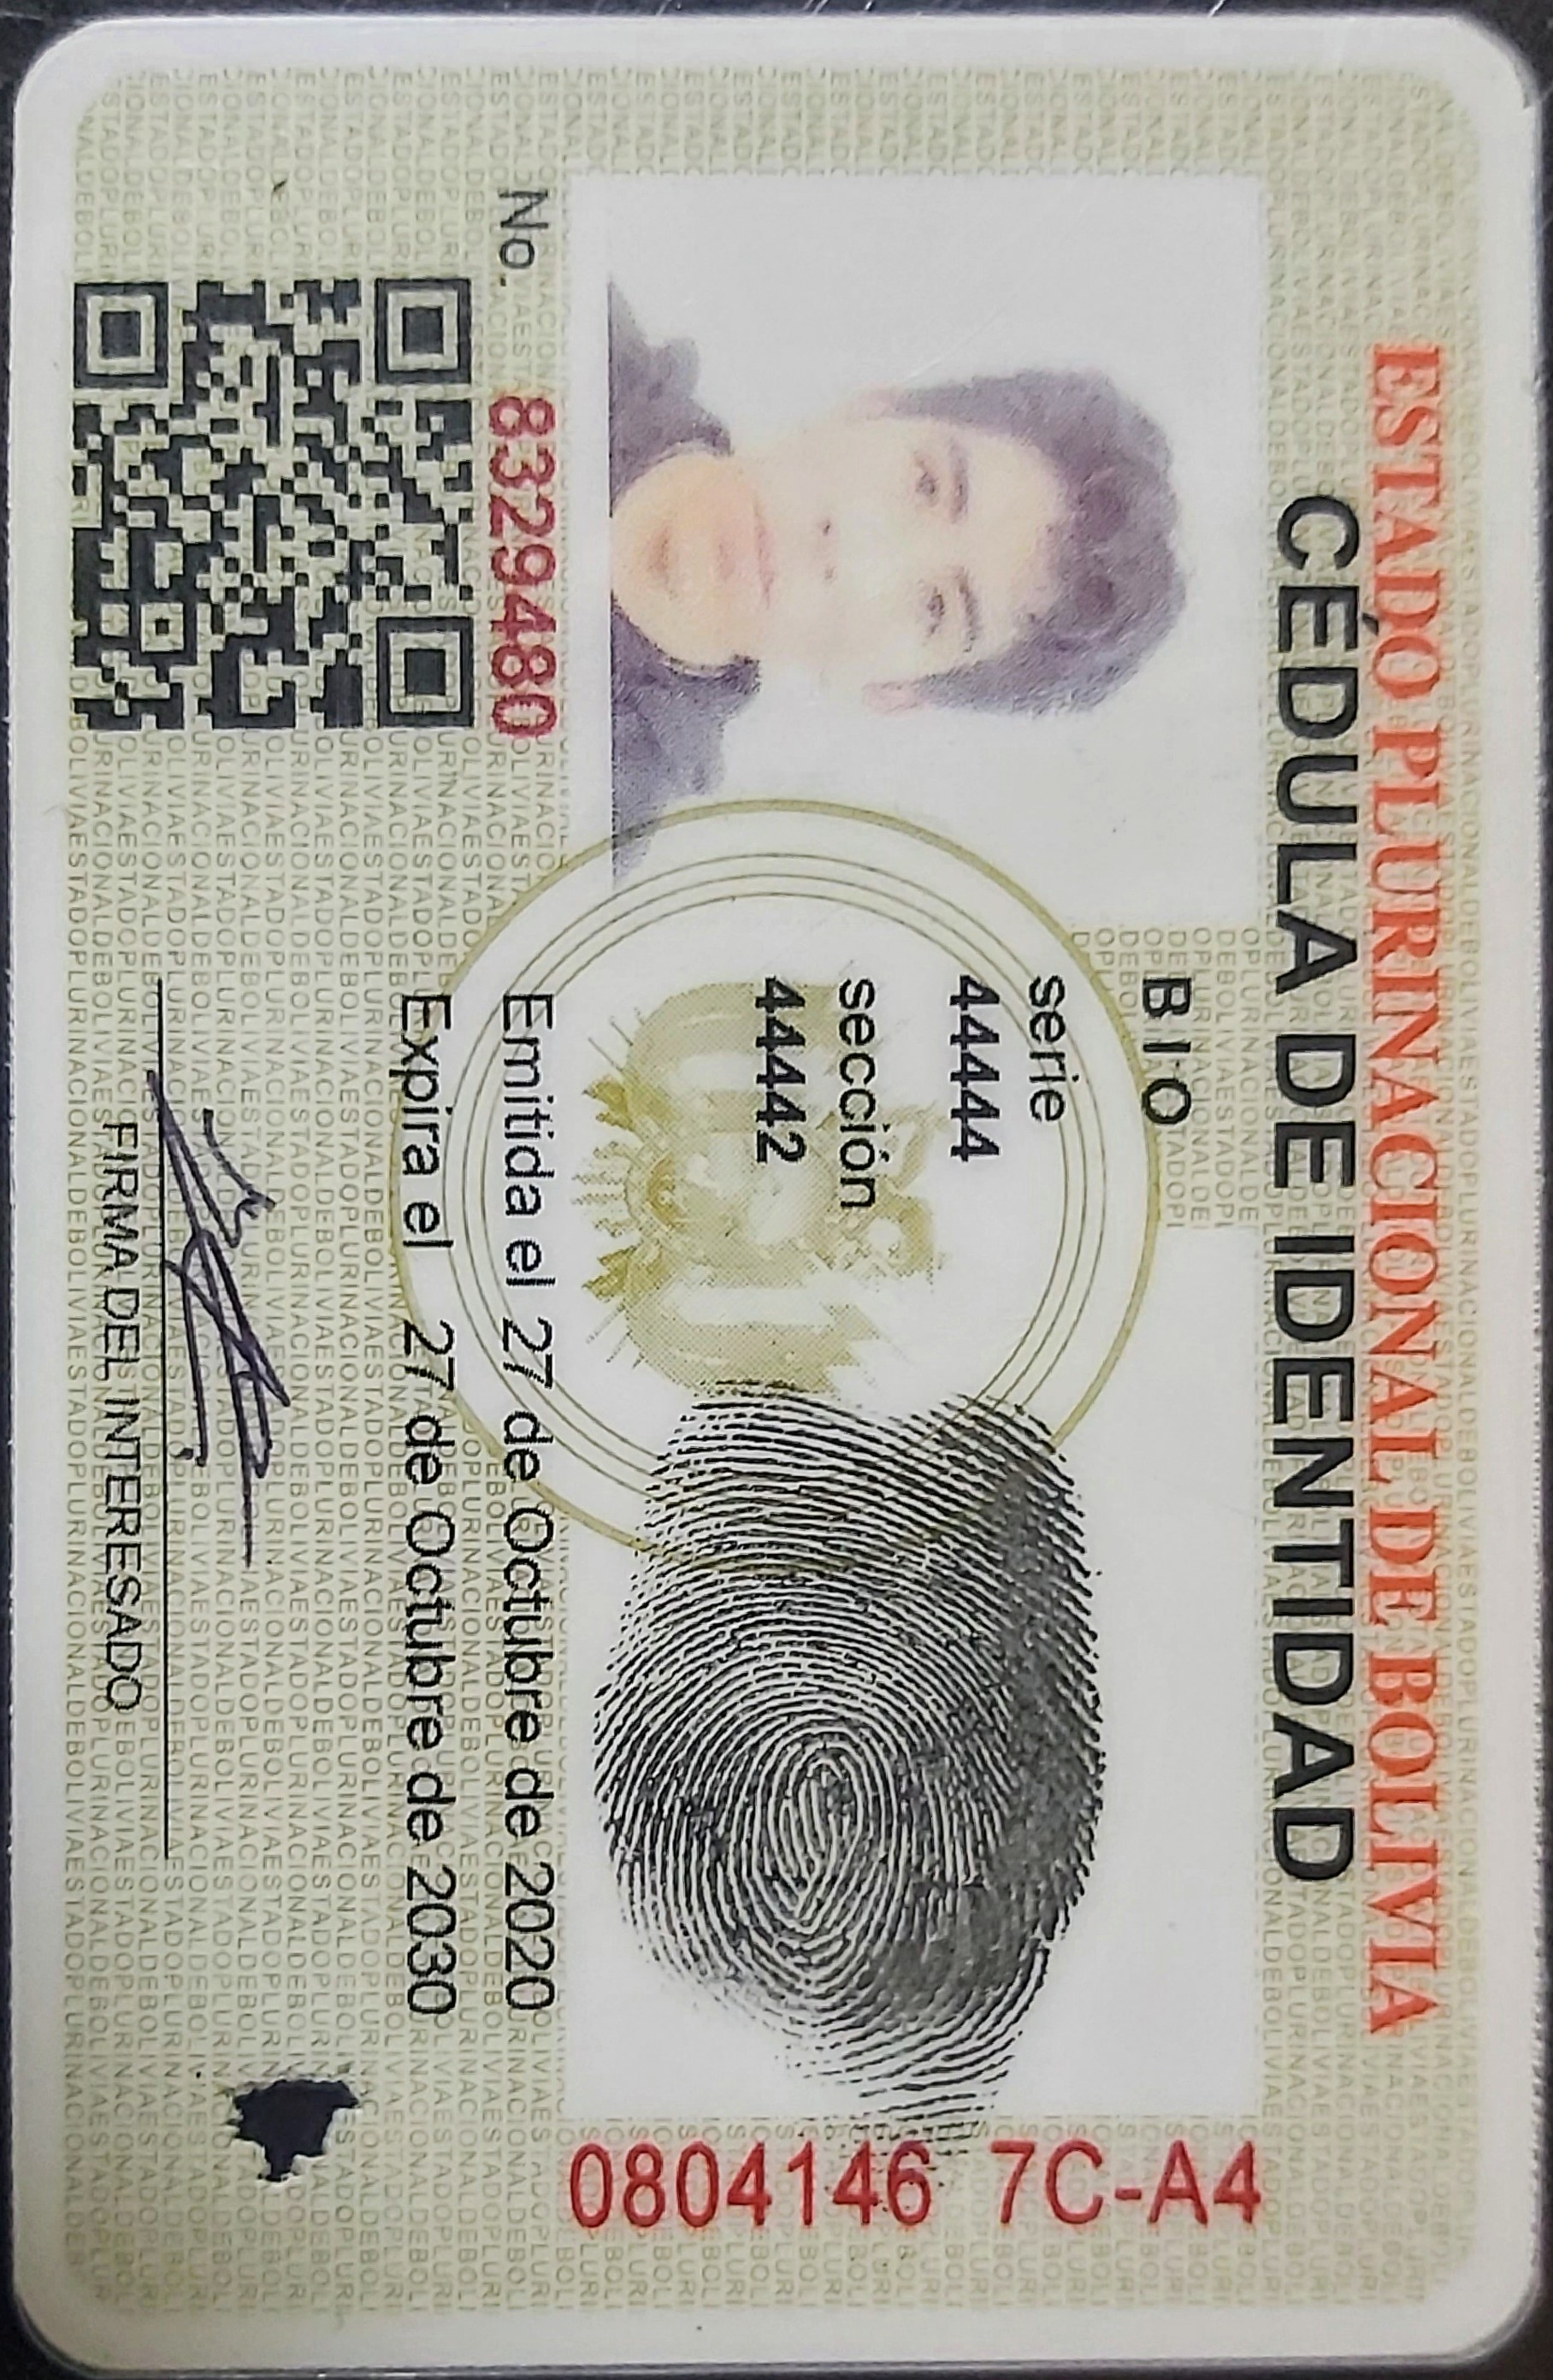 ESTADO PLURINACIONAL DE BOLIVIA
CÉDULA DE IDENTIDAD
BIO
serie
44444
sección
44442
0804146 7C-A4
No. 8329480
Emitida el 27 de Octubre de 2020
Expira el 27 de Octubre de 2030
FIRMA DEL INTERESADO